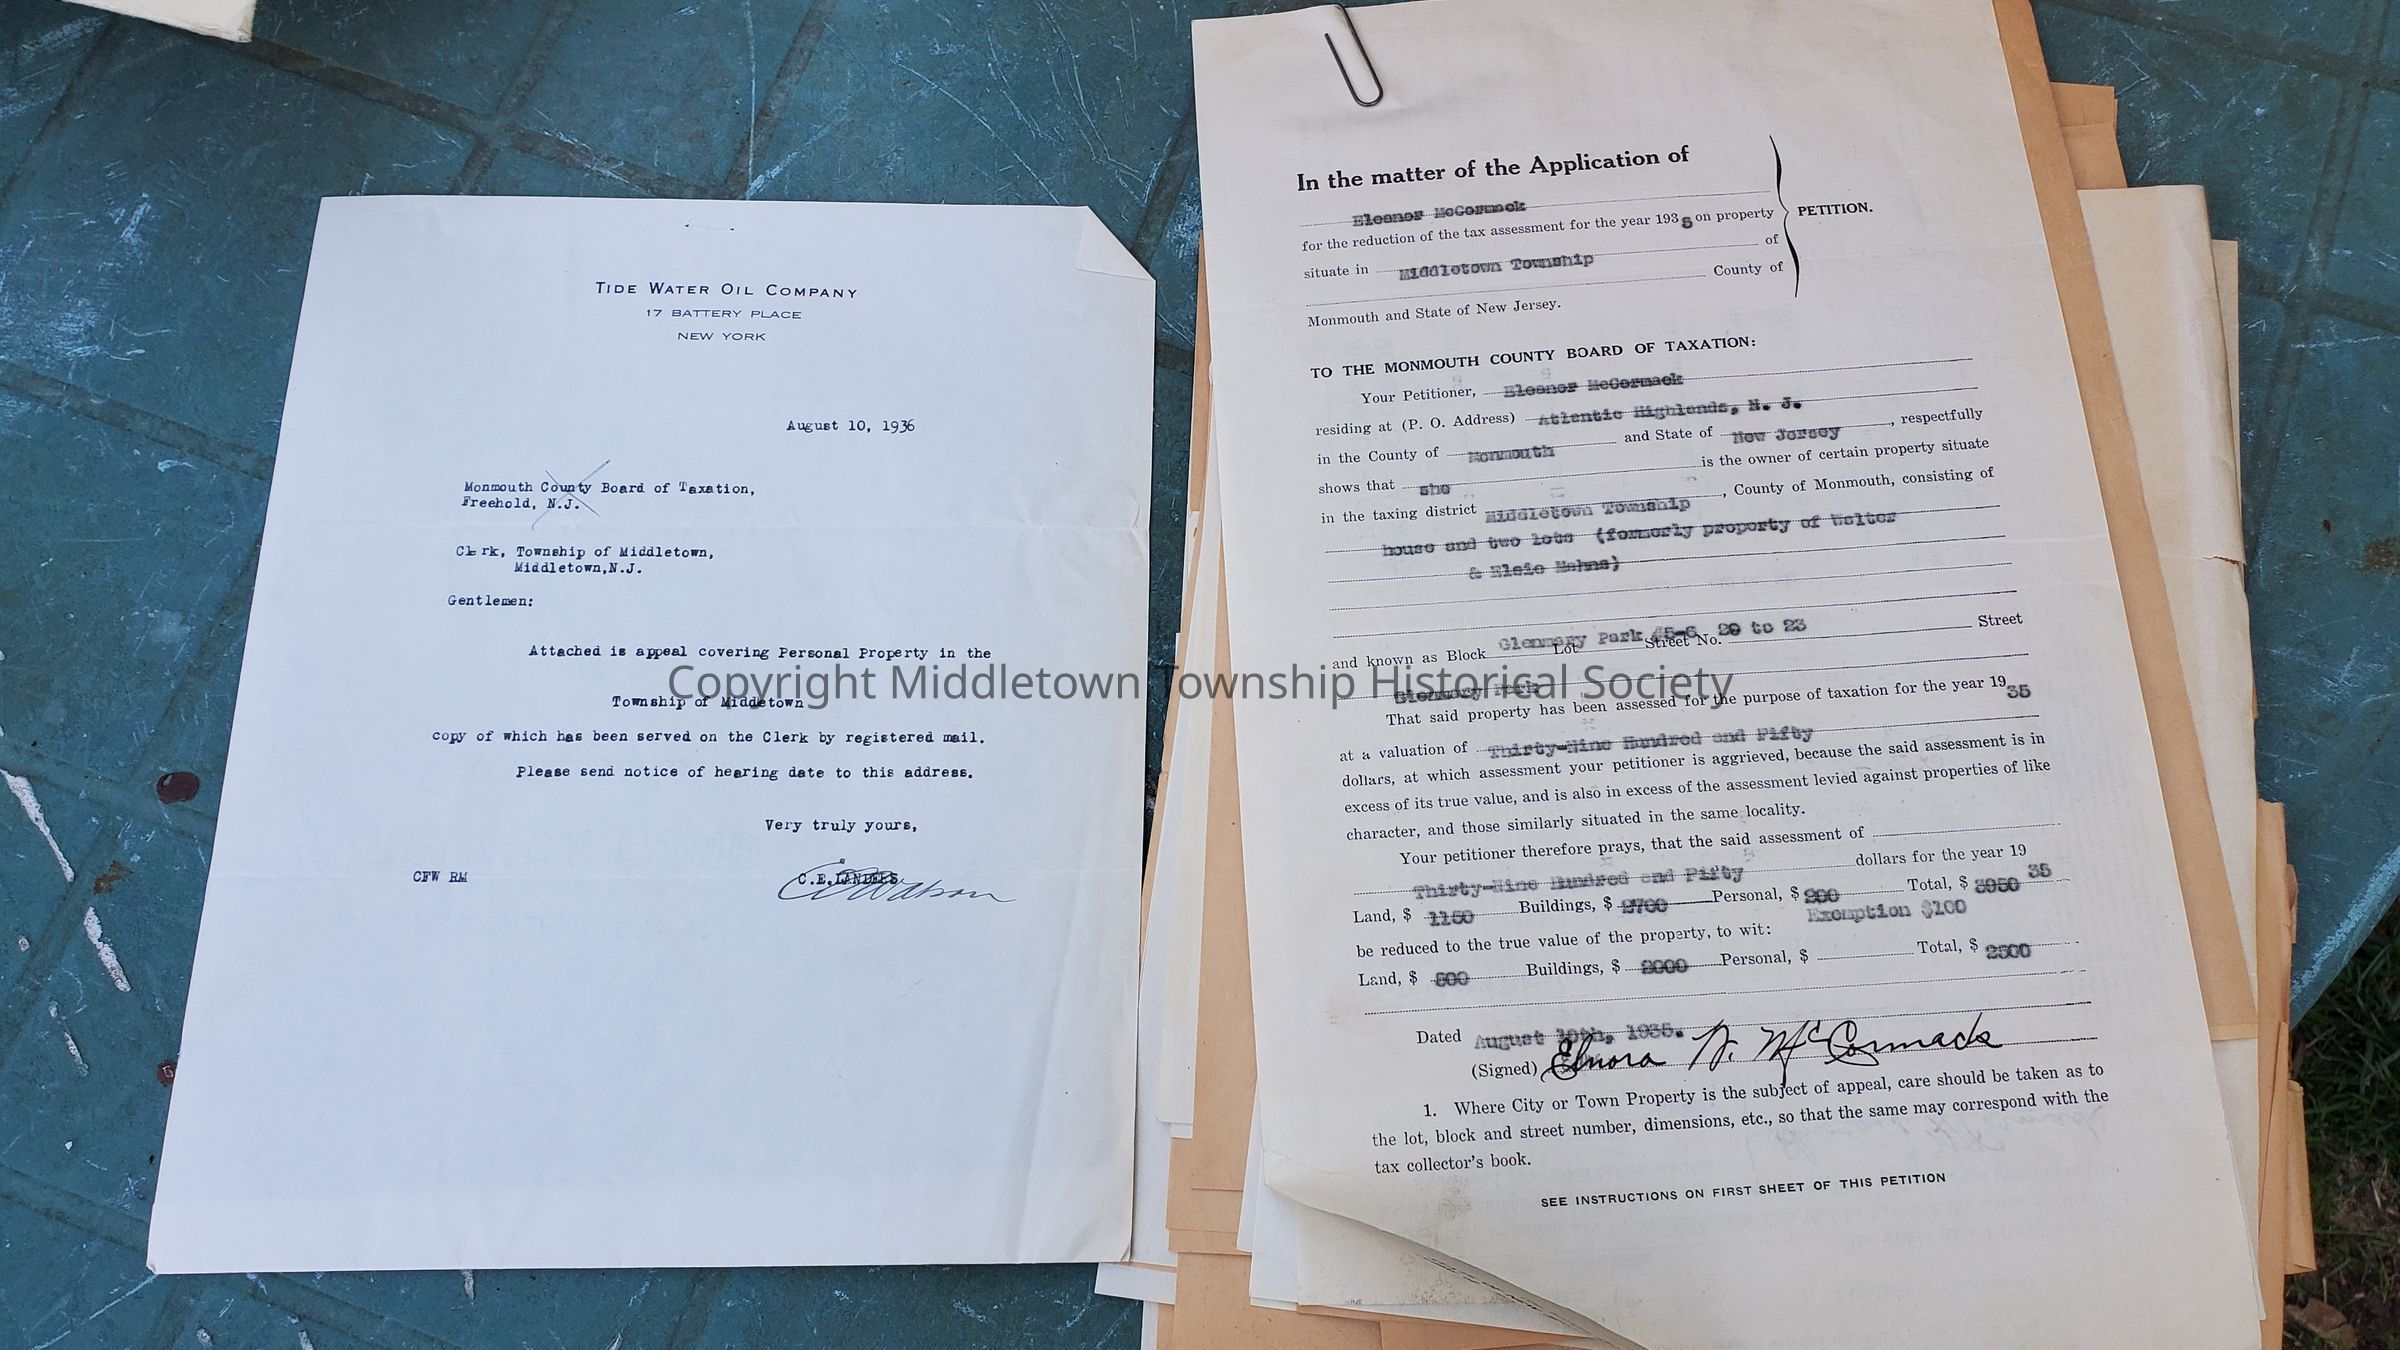 TIDE WATER OIL COMPANY
17 BATTERY PLACE
NEW YORK
August 10, 1936
Monmouth County Board of Taxation,
Freehold, N.J.
Clerk, Township of Middletown,
Middletown,N.J.
Gentlemen:
Attached is appeal covering Personal Property in the
Township of Middetown
copy of which has been served on the Clerk by registered mail.
Please send notice of hearing date to this address.
Very truly yours,
CFW RM
C.E.LANDERS
Watson
In the matter of the Application of
Eleanor McCormack
for the reduction of the tax assessment for the year 1935 on property
situate in Middletown Township of
County of
Monmouth and State of New Jersey.
PETITION.
TO THE MONMOUTH COUNTY BOARD OF TAXATION:
Your Petitioner, Eleanor McCormack
residing at (P. O. Address) Atlantic Highlands, N. J.
in the County of Monmouth and State of New Jersey, respectfully
shows that she is the owner of certain property situate
in the taxing district Middletown Township, County of Monmouth, consisting of
house and two lots (formerly property of Walter
& Elsie
Glenmary Park 45-6 20 to 23
and known as Block Lot Street No. Street
Glenmary Park
That said property has been assessed for the purpose of taxation for the year 1935
at a valuation of Thirty-Nine Hundred and Fifty
dollars, at which assessment your petitioner is aggrieved, because the said assessment is in
excess of its true value, and is also in excess of the assessment levied against properties of like
character, and those similarly situated in the same locality.
Your petitioner therefore prays, that the said assessment of
Thirty-Nine Hundred and Fifty dollars for the year 1935
Land, $ 1150 Buildings, $ 2700 Personal, $ 200 Total, $ 3950
Exemption $100
be reduced to the true value of the property, to wit:
Land, $ 500 Buildings, $ 2000 Personal, $ Total, $ 2500
Dated August 10th, 1935.
(Signed) Elnora N. McCormack
1. Where City or Town Property is the subject of appeal, care should be taken as to
the lot, block and street number, dimensions, etc., so that the same may correspond with the
tax collector's book.
SEE INSTRUCTIONS ON FIRST SHEET OF THIS PETITION
Copyright Middletown Township Historical Society